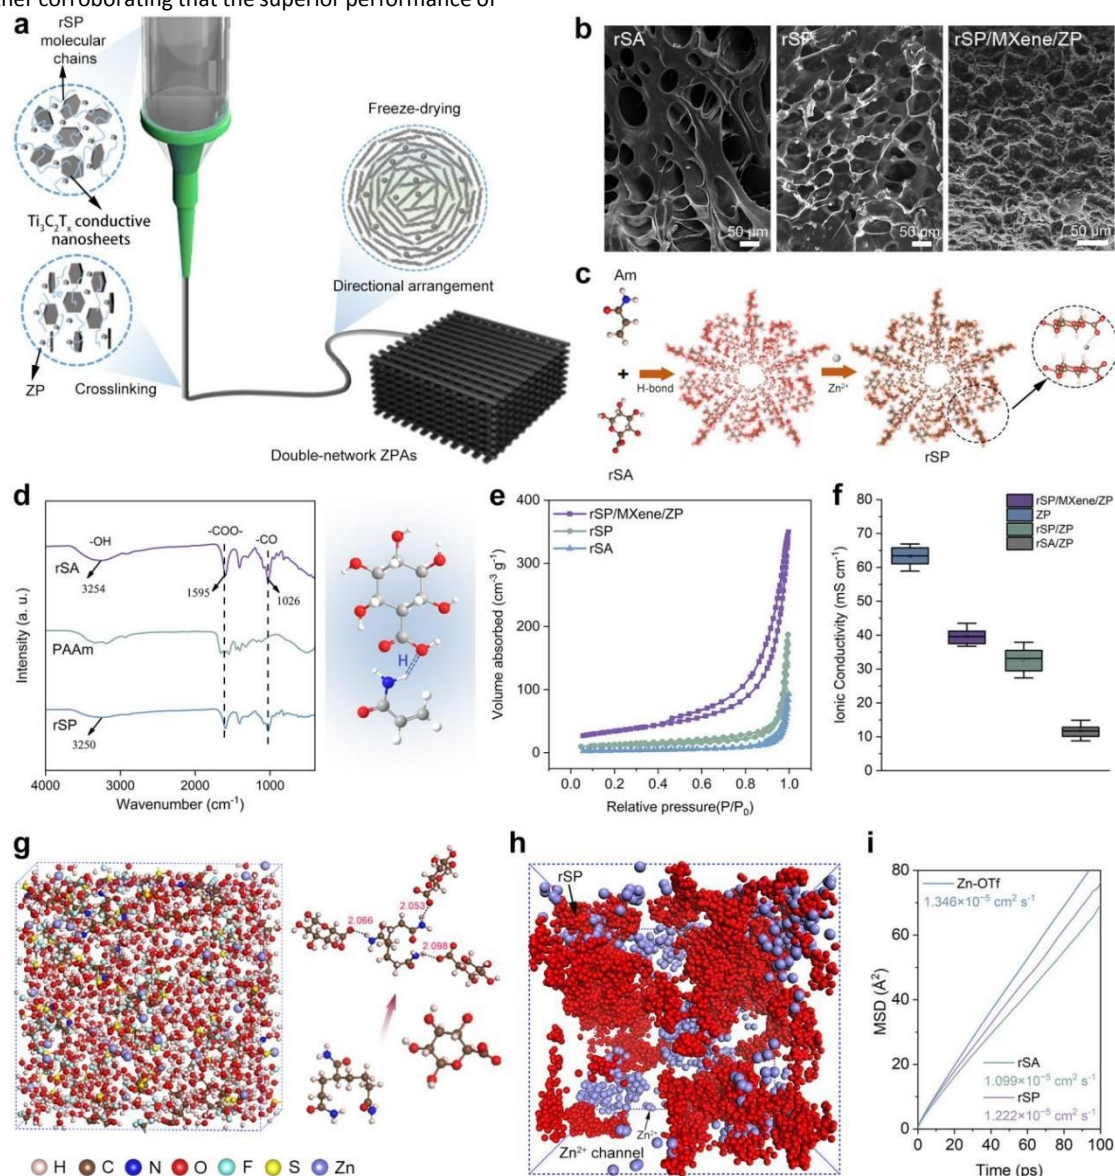 her corroborating that the superior performance of
a
rSP
molecular
chains
Ti₃C₂Tₓ conductive
nanosheets
ZP
Crosslinking
Freeze-drying
Directional arrangement
Double-network ZPAs
b
rSA
50 μm
rSP
50 μm
rSP/MXene/ZP
50 μm
c
Am
+
rSA
H-bond
Zn²⁺
rSP
d
-OH
-COO-
-CO
rSA
3254
1595
1026
PAAm
rSP
3250
Intensity (a. u.)
4000 3000 2000 1000
Wavenumber (cm⁻¹)
H
e
rSP/MXene/ZP
rSP
rSA
400
300
200
100
0
Volume absorbed (cm⁻³ g⁻¹)
0.0 0.2 0.4 0.6 0.8 1.0
Relative pressure(P/P₀)
f
rSP/MXene/ZP
ZP
rSP/ZP
rSA/ZP
80
70
60
50
40
30
20
10
0
Ionic Conductivity (mS cm⁻¹)
g
2.053
2.066
2.098
H C N O F S Zn
h
rSP
Zn²⁺
Zn²⁺ channel
i
Zn-OTf
1.346×10⁻⁵ cm² s⁻¹
rSA
1.099×10⁻⁵ cm² s⁻¹
rSP
1.222×10⁻⁵ cm² s⁻¹
80
60
40
20
0
MSD (Å²)
0 20 40 60 80 100
Time (ps)